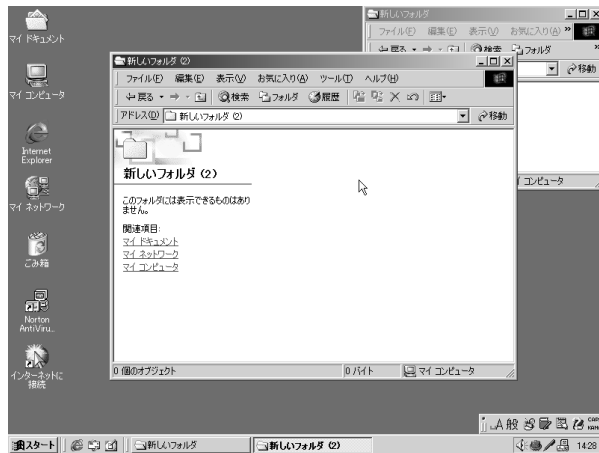 マイ ドキュメント
マイ コンピュータ
Internet
Explorer
マイ ネットワーク
ごみ箱
Norton
AntiViru...
インターネットに
接続
新しいフォルダ
ファイル(F) 編集(E) 表示(V) お気に入り(A) »
戻る 検索 フォルダ »
移動
マイ コンピュータ
新しいフォルダ (2)
ファイル(F) 編集(E) 表示(V) お気に入り(A) ツール(T) ヘルプ(H)
戻る 検索 フォルダ 履歴
アドレス(D) 新しいフォルダ (2) 移動
新しいフォルダ (2)
このフォルダには表示できるものはあり
ません。
関連項目:
マイ ドキュメント
マイ ネットワーク
マイ コンピュータ
0 個のオブジェクト 0 バイト マイ コンピュータ
A 般
スタート 新しいフォルダ 新しいフォルダ (2) 14:28